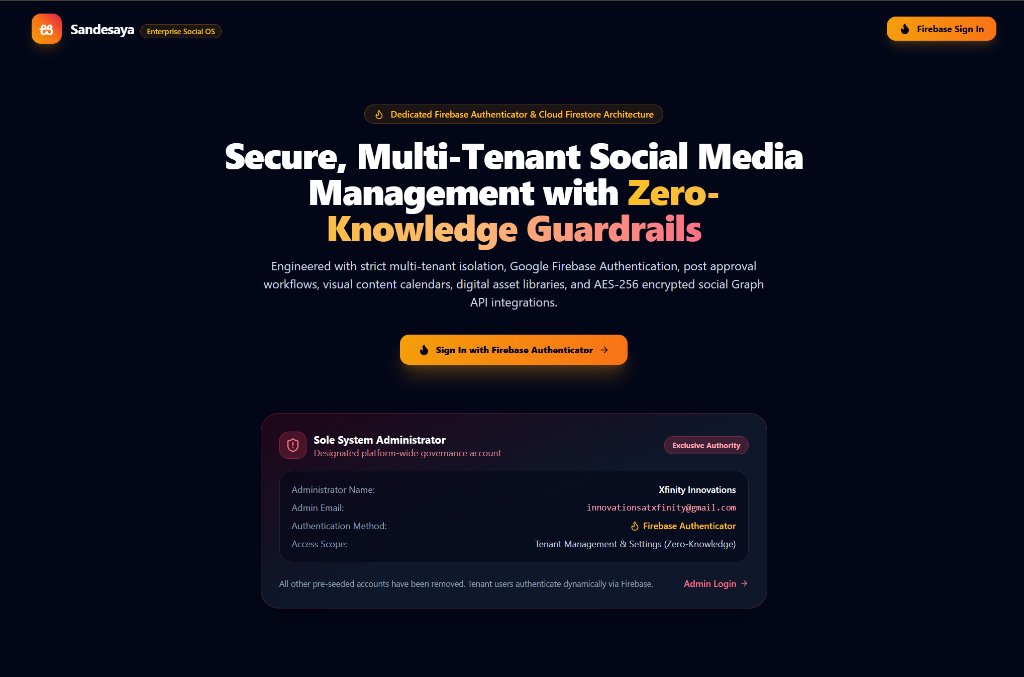 Sandesaya
Enterprise Social OS
Firebase Sign In
Dedicated Firebase Authenticator & Cloud Firestore Architecture
Secure, Multi-Tenant Social Media
Management with Zero-
Knowledge Guardrails
Engineered with strict multi-tenant isolation, Google Firebase Authentication, post approval
workflows, visual content calendars, digital asset libraries, and AES-256 encrypted social Graph
API integrations.
Sign In with Firebase Authenticator →
Sole System Administrator
Designated platform-wide governance account
Exclusive Authority
Administrator Name: Xfinity Innovations
Admin Email: innovationsatxfinity@gmail.com
Authentication Method: Firebase Authenticator
Access Scope: Tenant Management & Settings (Zero-Knowledge)
All other pre-seeded accounts have been removed. Tenant users authenticate dynamically via Firebase.
Admin Login →